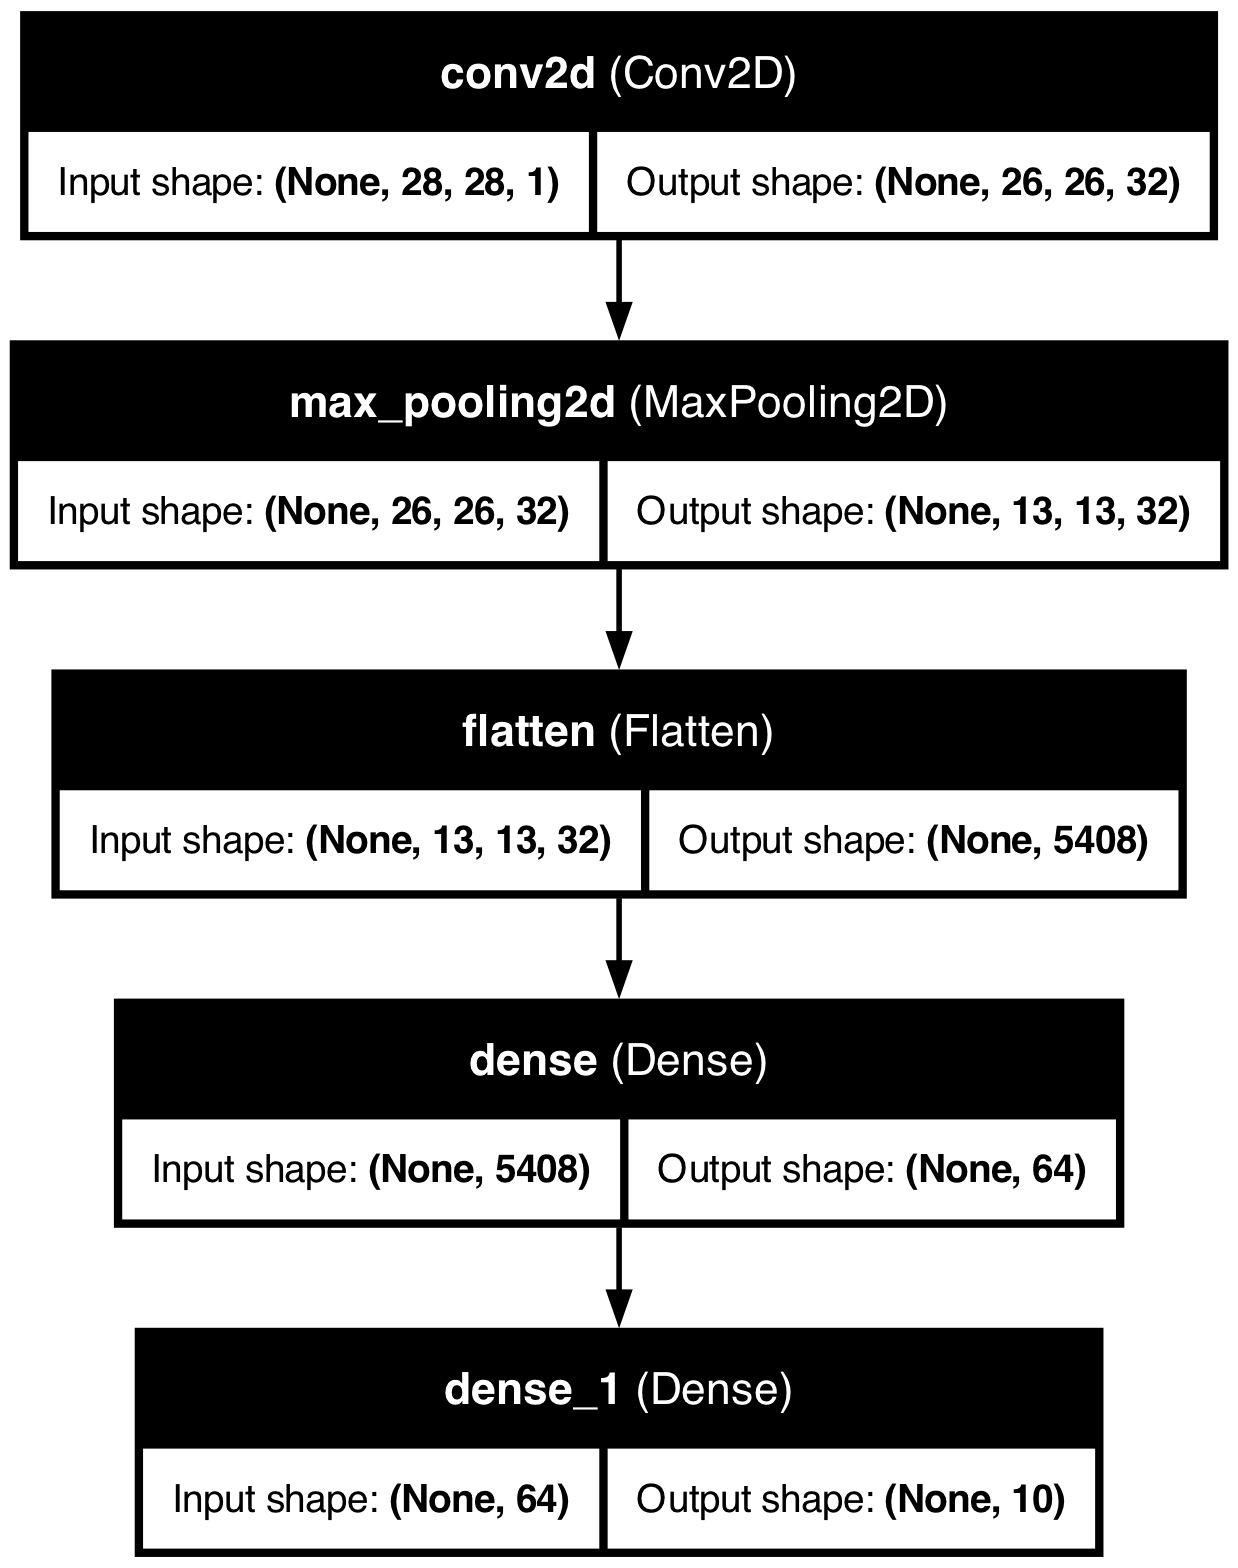 conv2d (Conv2D)
Input shape: (None, 28, 28, 1) Output shape: (None, 26, 26, 32)
max_pooling2d (MaxPooling2D)
Input shape: (None, 26, 26, 32) Output shape: (None, 13, 13, 32)
flatten (Flatten)
Input shape: (None, 13, 13, 32) Output shape: (None, 5408)
dense (Dense)
Input shape: (None, 5408) Output shape: (None, 64)
dense_1 (Dense)
Input shape: (None, 64) Output shape: (None, 10)